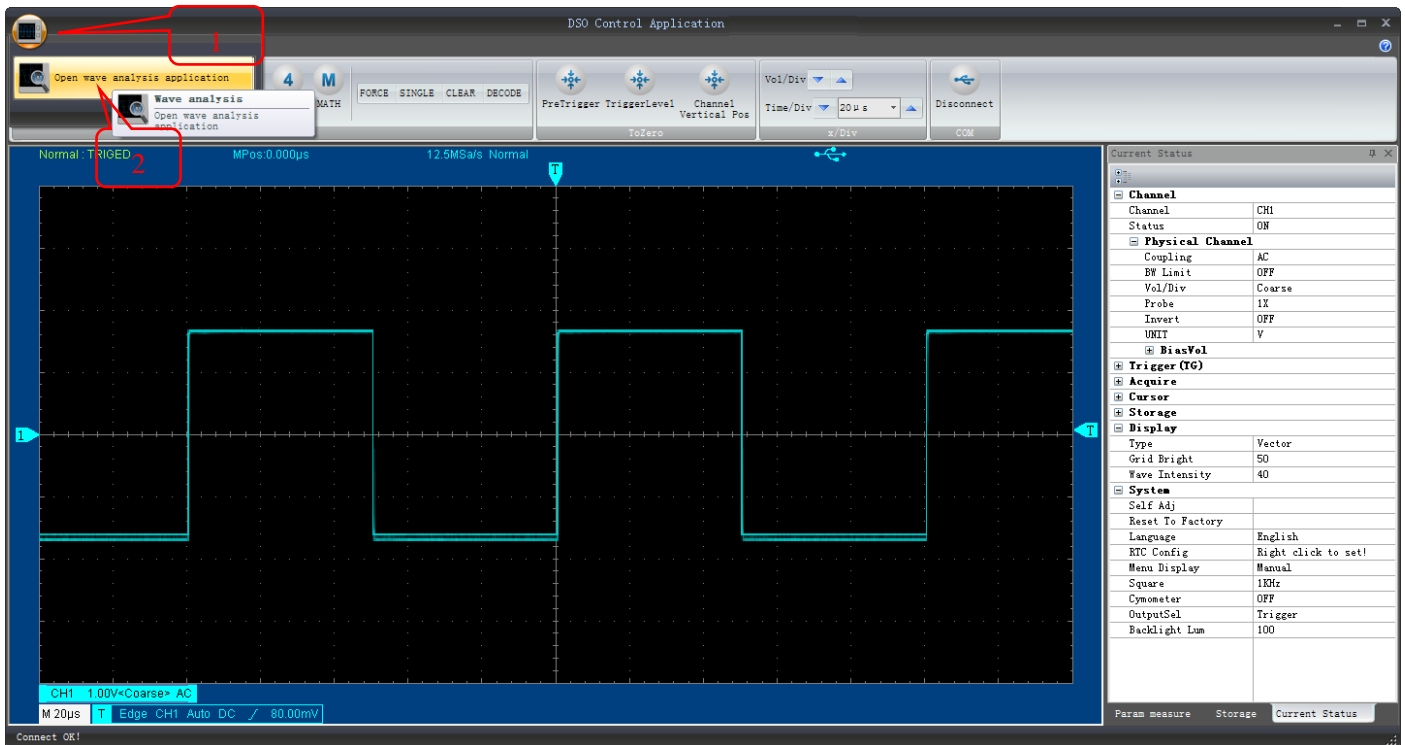 DSO Control Application
1
Open wave analysis application
Wave analysis
Open wave analysis
application
2
4 M
MATH
FORCE SINGLE CLEAR DECODE
PreTrigger TriggerLevel Channel
Vertical Pos
ToZero
Vol/Div
Time/Div 20μs
x/Div
Disconnect
COM
Normal : TRIGED MPos:0.000μs 12.5MSa/s Normal
T
1
T
CH1 1.00V<Coarse> AC
M 20μs T Edge CH1 Auto DC 80.00mV
Current Status
Channel
Channel CH1
Status ON
Physical Channel
Coupling AC
BW Limit OFF
Vol/Div Coarse
Probe 1X
Invert OFF
UNIT V
BiasVol
Trigger(TG)
Acquire
Cursor
Storage
Display
Type Vector
Grid Bright 50
Wave Intensity 40
System
Self Adj
Reset To Factory
Language English
RTC Config Right click to set!
Menu Display Manual
Square 1KHz
Cymometer OFF
OutputSel Trigger
Backlight Lum 100
Param measure Storage Current Status
Connect OK!